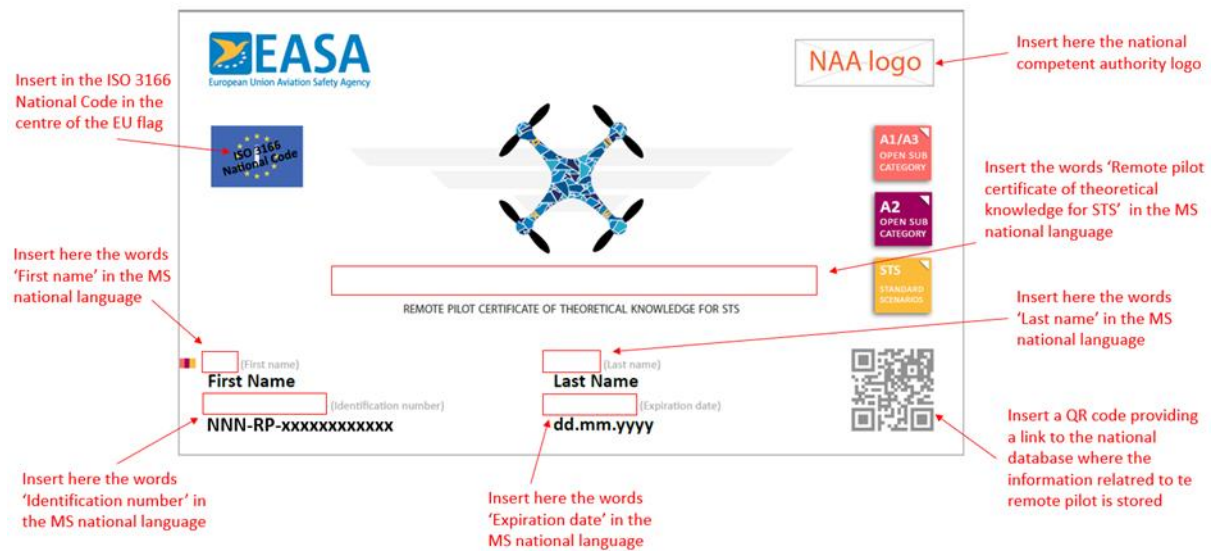 EASA
European Union Aviation Safety Agency
NAA logo
Insert here the national
competent authority logo
Insert in the ISO 3166
National Code in the
centre of the EU flag
ISO 3166
National Code
A1/A3
OPEN SUB
CATEGORY
Insert the words ‘Remote pilot
certificate of theoretical
knowledge for STS’ in the MS
national language
A2
OPEN SUB
CATEGORY
Insert here the words
‘First name’ in the MS
national language
STS
STANDARD
SCENARIOS
REMOTE PILOT CERTIFICATE OF THEORETICAL KNOWLEDGE FOR STS
Insert here the words
‘Last name’ in the MS
national language
(First name)
First Name
(Last name)
Last Name
(Identification number)
NNN-RP-xxxxxxxxxxxx
(Expiration date)
dd.mm.yyyy
Insert a QR code providing
a link to the national
database where the
information relatred to te
remote pilot is stored
Insert here the words
‘Identification number’ in
the MS national language
Insert here the words
‘Expiration date’ in the
MS national language